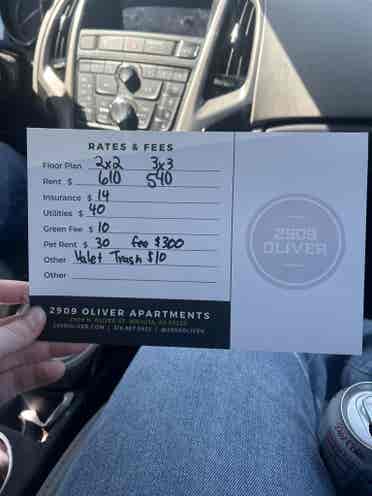 RATES & FEES
Floor Plan 2x2 3x3
Rent $ 610 540
Insurance $ 14
Utilities $ 40
Green Fee $ 10
Pet Rent $ 30 fee $300
Other Valet Trash $10
Other
2909 OLIVER APARTMENTS
2909 OLIVER